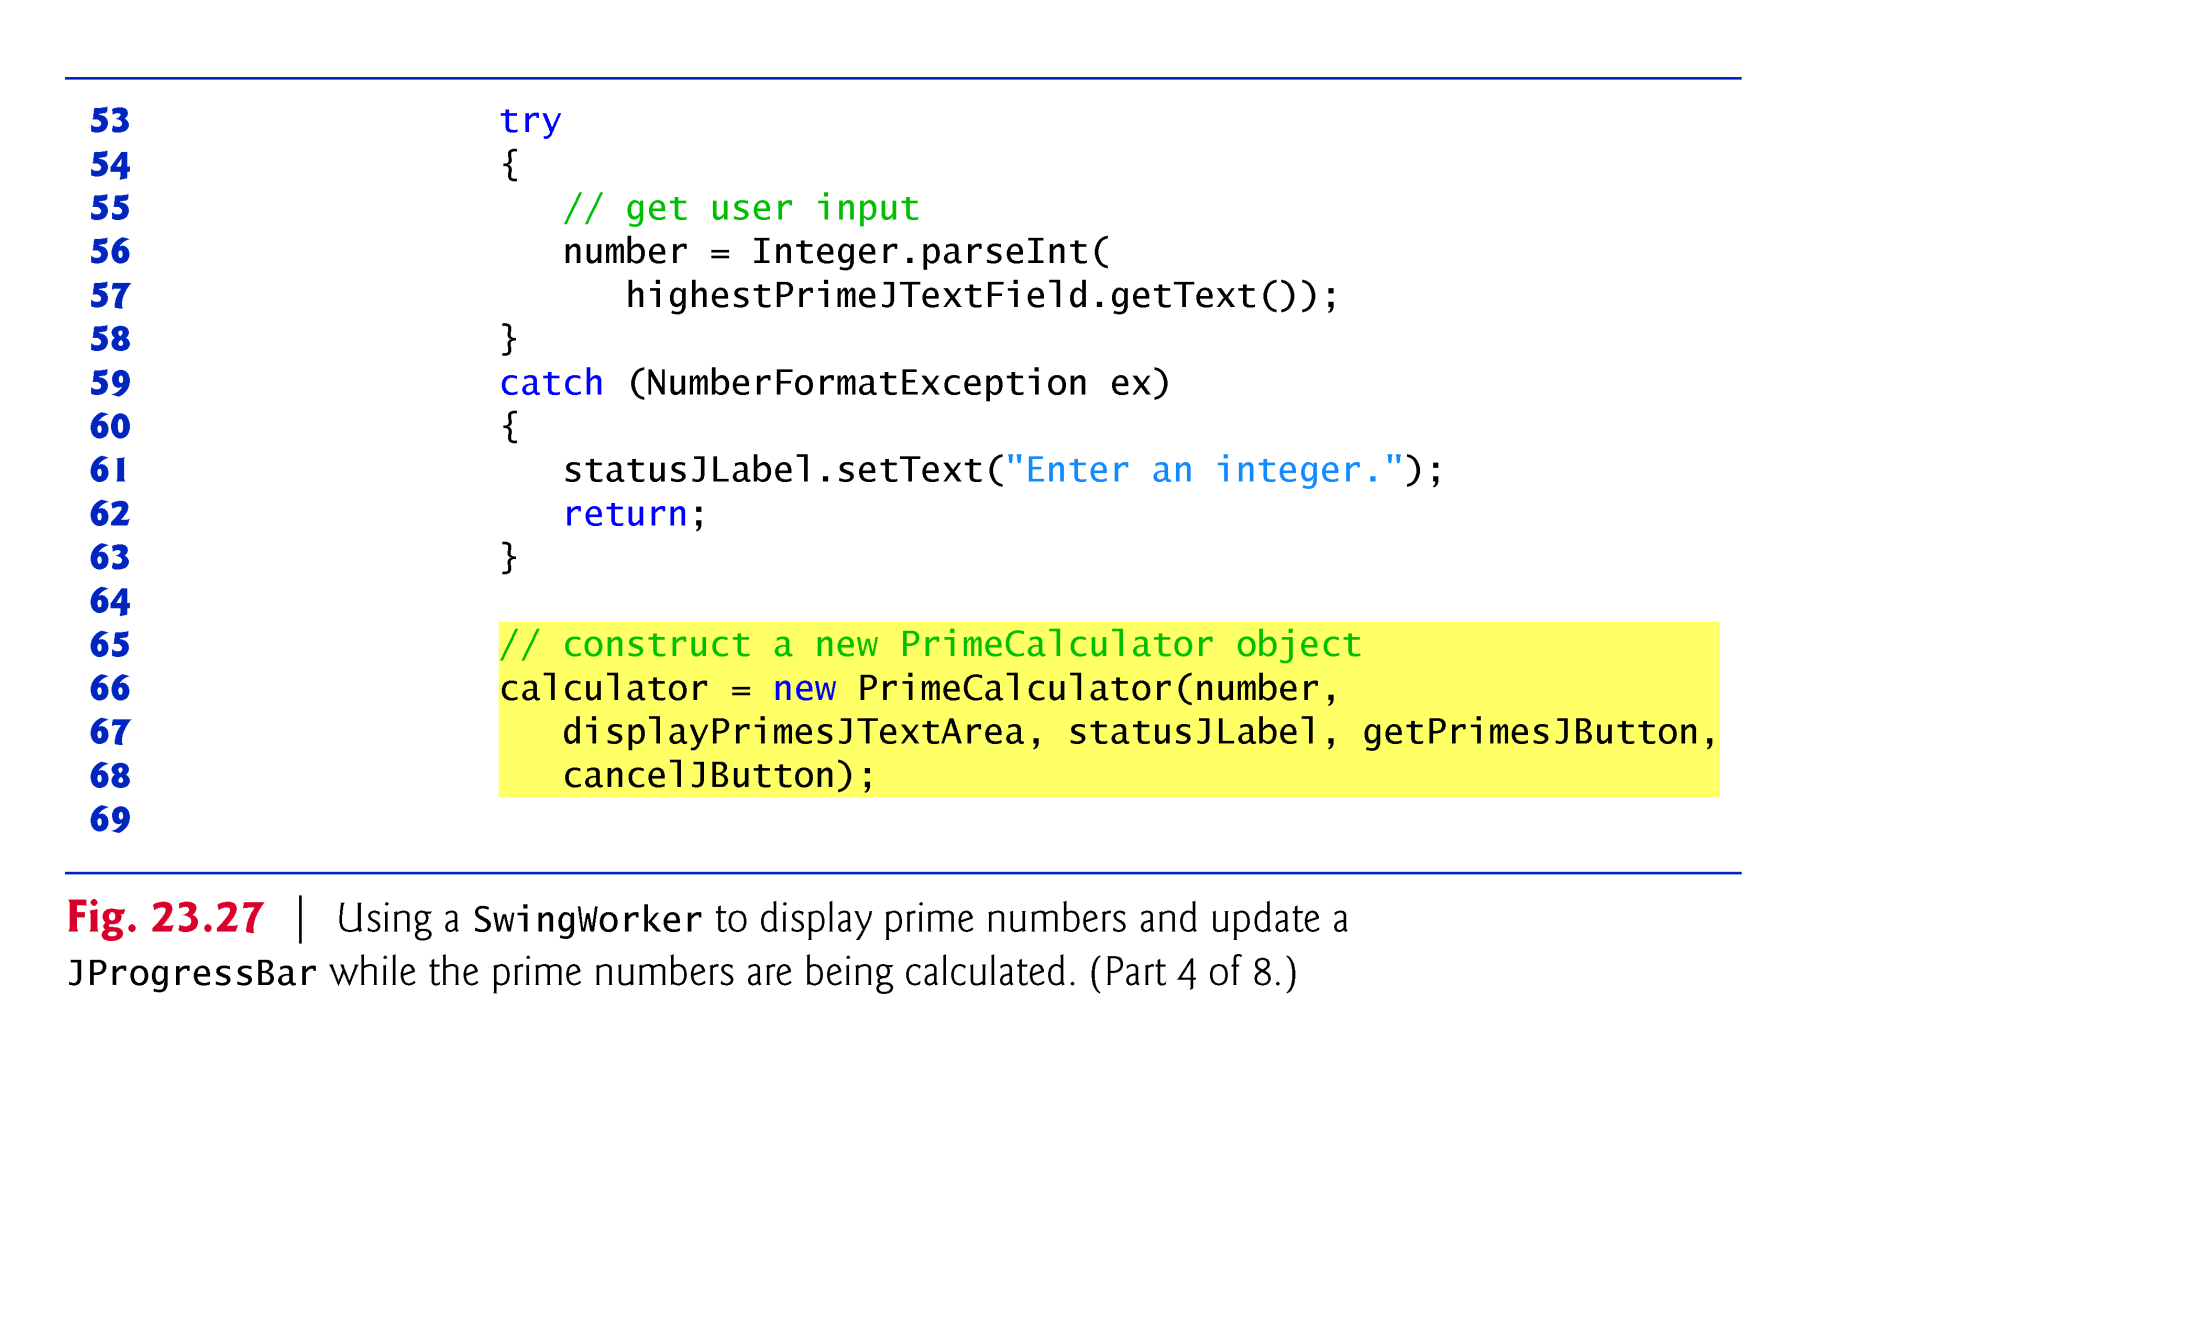 53 try
54 {
55 // get user input
56 number = Integer.parseInt(
57 highestPrimeJTextField.getText());
58 }
59 catch (NumberFormatException ex)
60 {
61 statusJLabel.setText("Enter an integer.");
62 return;
63 }
64
65 // construct a new PrimeCalculator object
66 calculator = new PrimeCalculator(number,
67 displayPrimesJTextArea, statusJLabel, getPrimesJButton,
68 cancelJButton);
69
Fig. 23.27 | Using a SwingWorker to display prime numbers and update a
JProgressBar while the prime numbers are being calculated. (Part 4 of 8.)